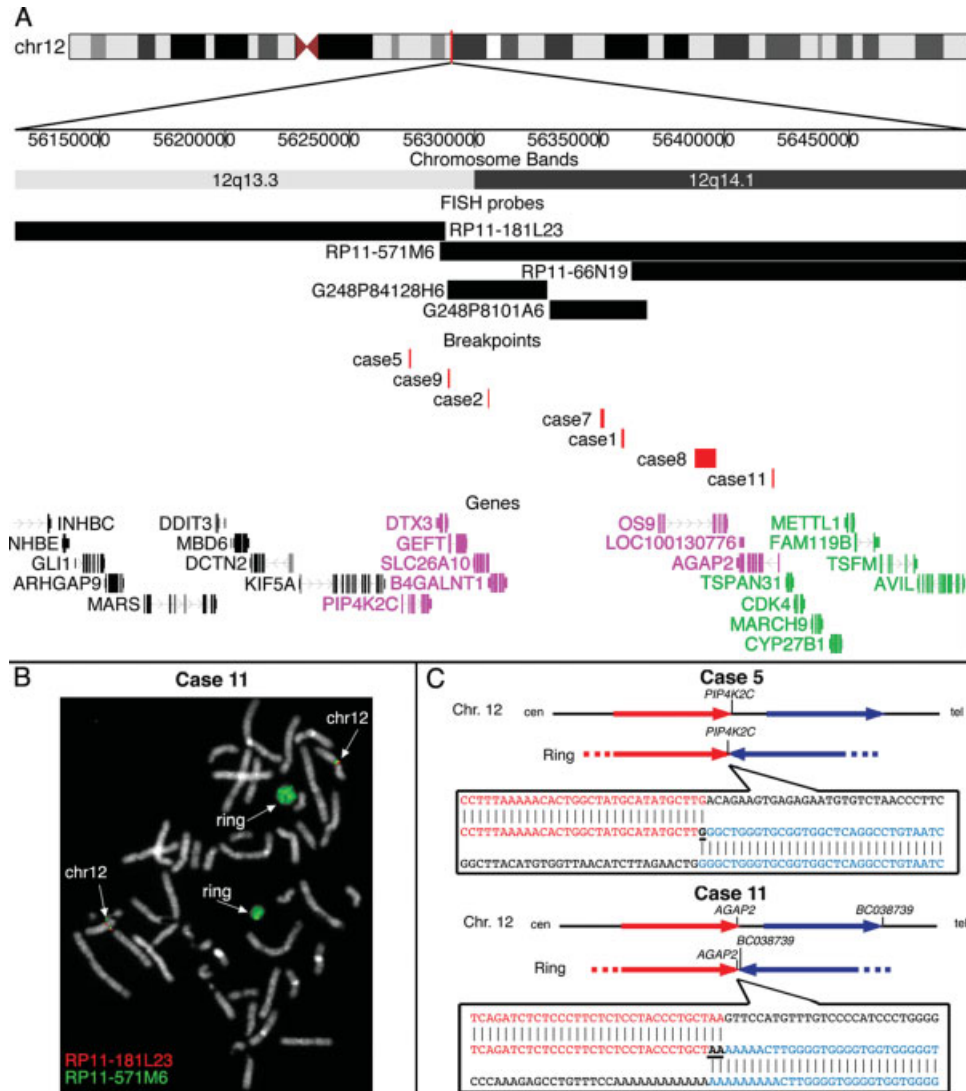 A
chr12
56150000 56200000 56250000 56300000 56350000 56400000 56450000
Chromosome Bands
12q13.3 12q14.1
FISH probes
RP11-181L23
RP11-571M6
RP11-66N19
G248P84128H6
G248P8101A6
Breakpoints
case5
case9
case2
case7
case1
case8
case11
Genes
INHBC DDIT3 DTX3 OS9 METTL1
NHBE MBD6 GEFT LOC100130776 FAM119B
GLI1 DCTN2 SLC26A10 AGAP2 TSFM
ARHGAP9 KIF5A B4GALNT1 TSPAN31 AVIL
MARS PIP4K2C CDK4
MARCH9
CYP27B1
B
Case 11
chr12
ring
chr12
ring
RP11-181L23
RP11-571M6
C
Case 5
PIP4K2C
Chr. 12 cen tel
PIP4K2C
Ring
CCTTTAAAAACACTGGCTATGCATATGCTTGACAGAAGTGAGAGAATGTGTCTAACCCTTC
CCTTTAAAAACACTGGCTATGCATATGCTTGGGCTGGGTGCGGTGGCTCAGGCCTGTAATC
GGCTTACATGTGGTTAACATCTTAGAACTGGGGCTGGGTGCGGTGGCTCAGGCCTGTAATC
Case 11
AGAP2 BC038739
Chr. 12 cen tel
BC038739
AGAP2
Ring
TCAGATCTCTCCCTTCTCTCCTACCCTGCTAAGTTCCATGTTTGTCCCCATCCCTGGGG
TCAGATCTCTCCCTTCTCTCCTACCCTGCTAAAAAAACTTGGGGTGGGGTGGTGGGGGT
CCCAAAGAGCCTGTTTCCAAAAAAAAAAAAAAAAAAAAACTTGGGGTGGGGTGGTGGGG